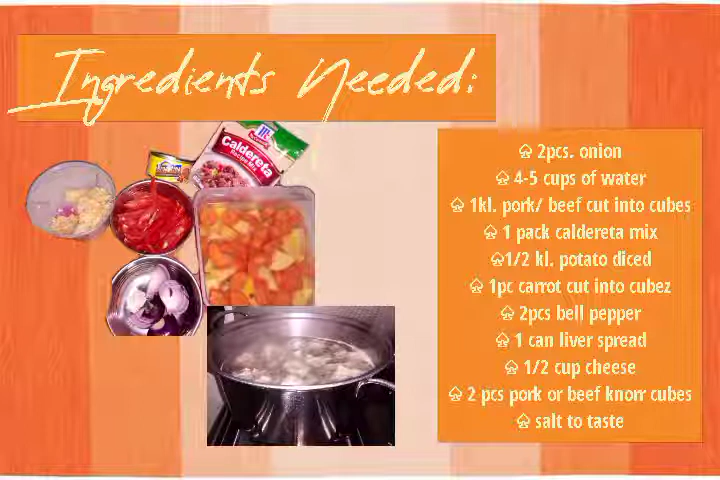 Ingredients Needed:
Caldereta
Recipe Mix
2pcs. onion
4-5 cups of water
1kl. pork/ beef cut into cubes
1 pack caldereta mix
1/2 kl. potato diced
1pc carrot cut into cubez
2pcs bell pepper
1 can liver spread
1/2 cup cheese
2 pcs pork or beef knorr cubes
salt to taste